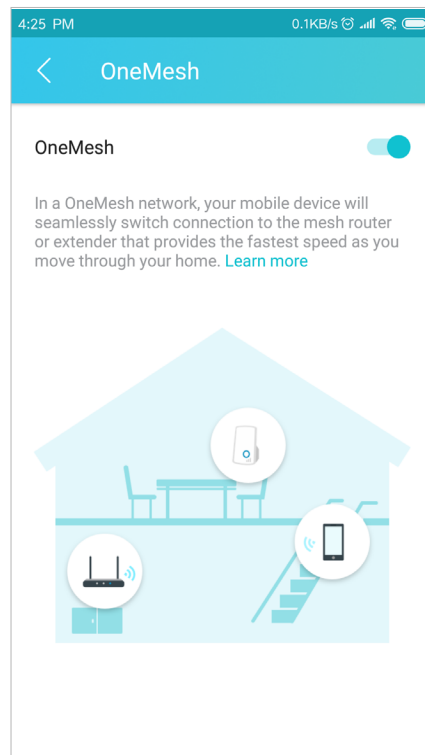 4:25 PM 0.1KB/s
OneMesh
OneMesh
In a OneMesh network, your mobile device will
seamlessly switch connection to the mesh router
or extender that provides the fastest speed as you
move through your home. Learn more